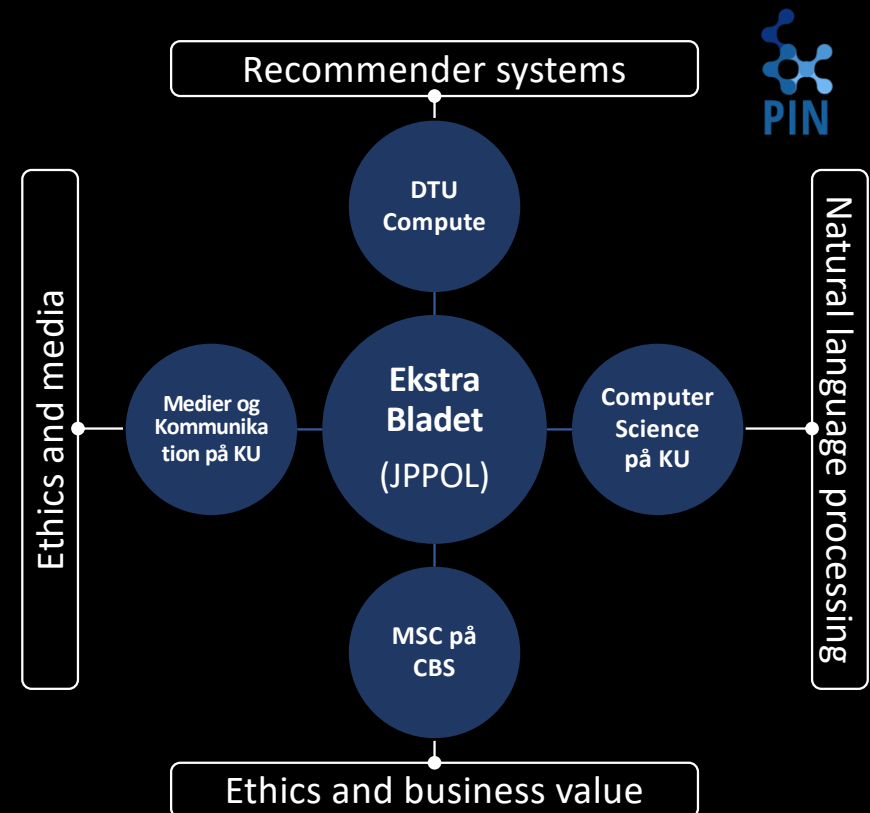 Recommender systems
PIN
DTU
Compute
Ethics and media
Natural language processing
Medier og
Kommunika
tion på KU
Ekstra
Bladet
(JPPOL)
Computer
Science
på KU
MSC på
CBS
Ethics and business value